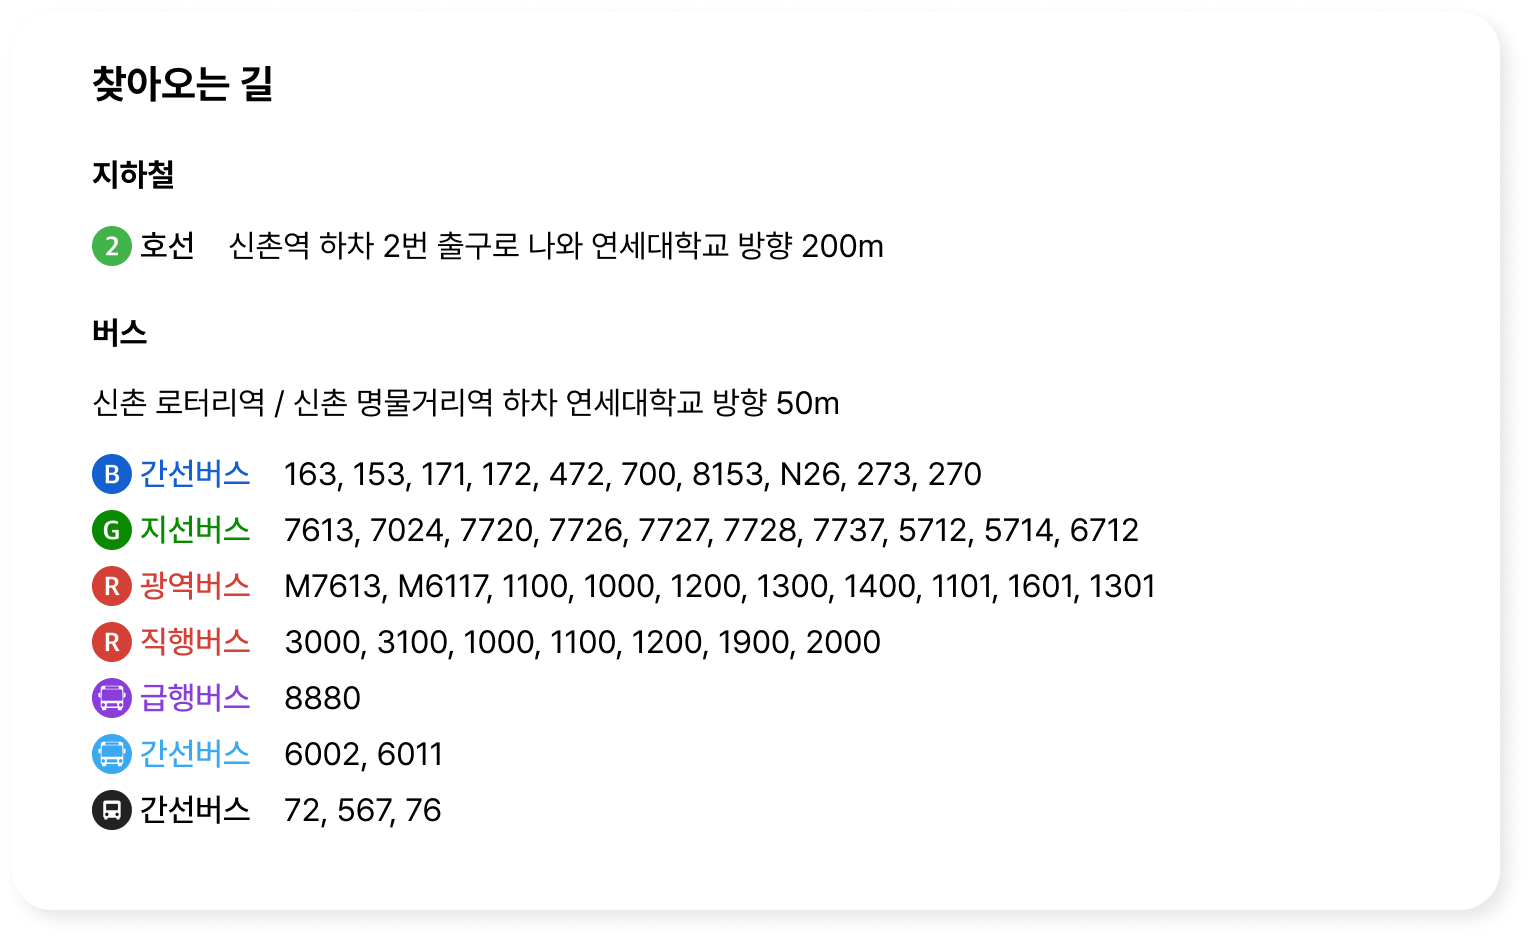 찾아오는 길
지하철
2 호선 신촌역 하차 2번 출구로 나와 연세대학교 방향 200m
버스
신촌 로터리역 / 신촌 명물거리역 하차 연세대학교 방향 50m
B 간선버스 163, 153, 171, 172, 472, 700, 8153, N26, 273, 270
G 지선버스 7613, 7024, 7720, 7726, 7727, 7728, 7737, 5712, 5714, 6712
R 광역버스 M7613, M6117, 1100, 1000, 1200, 1300, 1400, 1101, 1601, 1301
R 직행버스 3000, 3100, 1000, 1100, 1200, 1900, 2000
급행버스 8880
간선버스 6002, 6011
간선버스 72, 567, 76